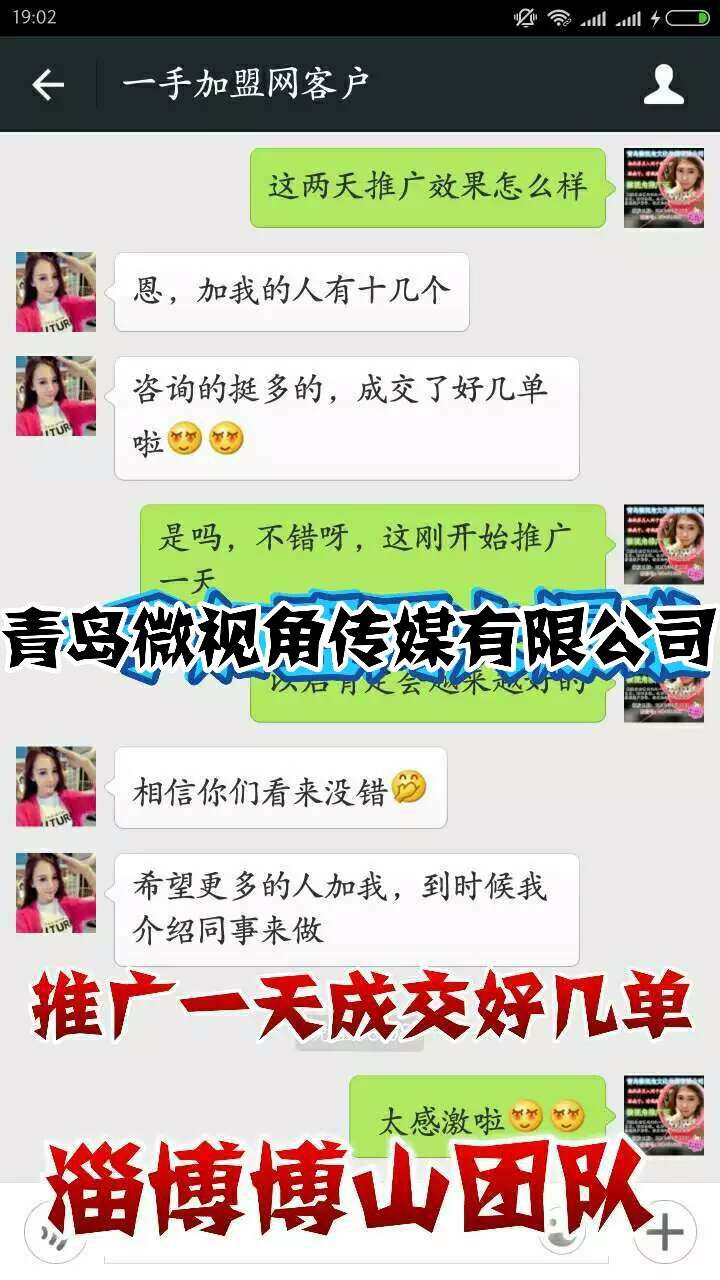 19:02
一手加盟网客户
这两天推广效果怎么样
恩，加我的人有十几个
咨询的挺多的，成交了好几单
啦
是吗，不错呀，这刚开始推广
一天
青岛微视角传媒有限公司
以后肯定会越来越好的
相信你们看来没错
希望更多的人加我，到时候我
介绍同事来做
推广一天成交好几单
太感激啦
淄博博山团队